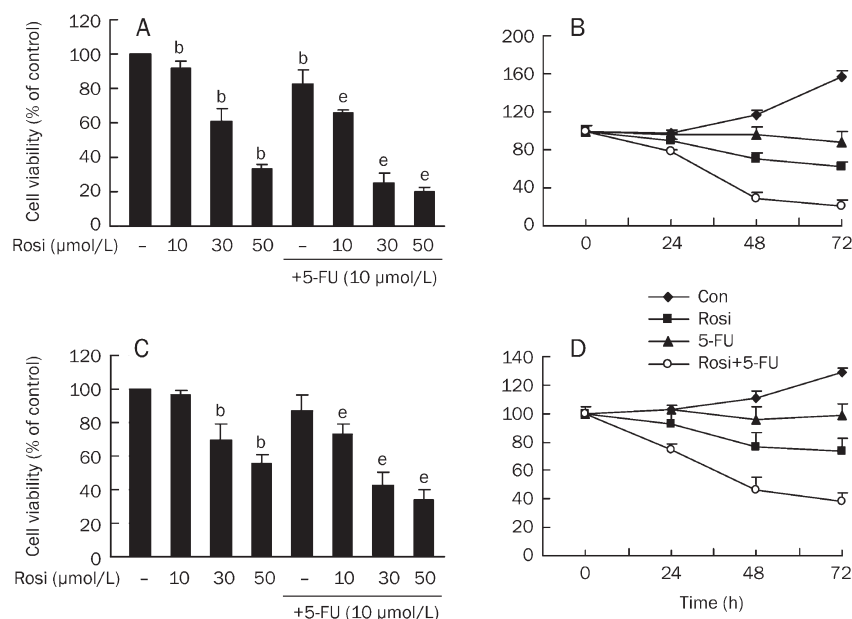 A
Cell viability (% of control)
120
100
80
60
40
20
0
b
b
b
b
e
e
e
Rosi (μmol/L)
– 10 30 50 – 10 30 50
+5-FU (10 μmol/L)
B
200
160
120
80
40
0
0 24 48 72
Con
Rosi
5-FU
Rosi+5-FU
C
Cell viability (% of control)
120
100
80
60
40
20
0
b
b
e
e
e
Rosi (μmol/L)
– 10 30 50 – 10 30 50
+5-FU (10 μmol/L)
D
140
120
100
80
60
40
20
0
0 24 48 72
Time (h)